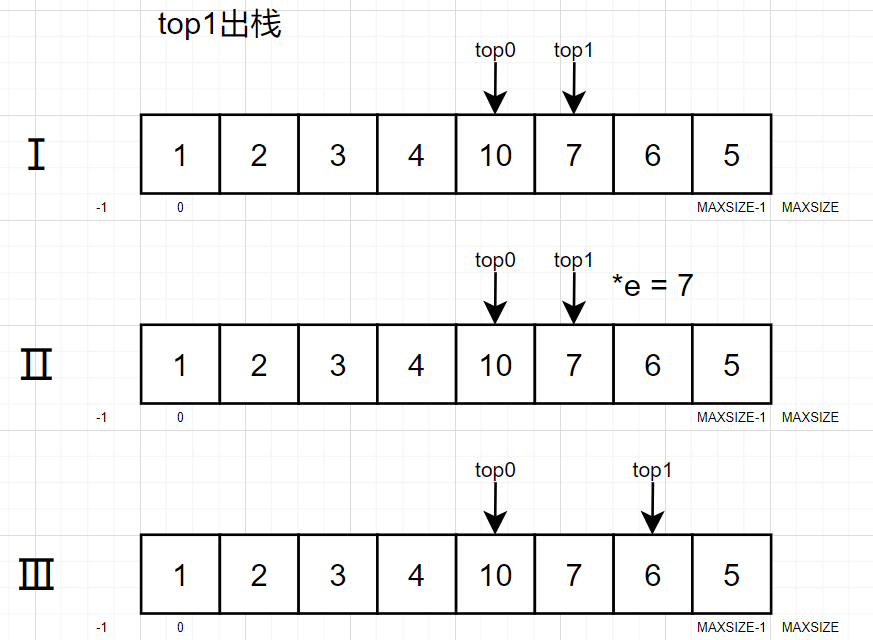 top1出栈
top0 top1
Ⅰ 1 2 3 4 10 7 6 5
-1 0 MAXSIZE-1 MAXSIZE
top0 top1
*e = 7
Ⅱ 1 2 3 4 10 7 6 5
-1 0 MAXSIZE-1 MAXSIZE
top0 top1
Ⅲ 1 2 3 4 10 7 6 5
-1 0 MAXSIZE-1 MAXSIZE